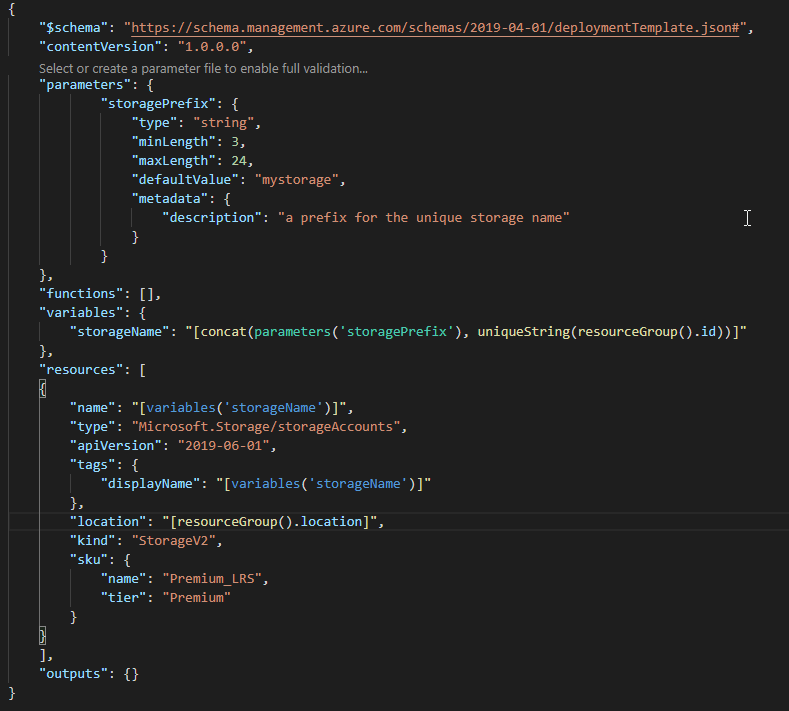 {
"$schema": "https://schema.management.azure.com/schemas/2019-04-01/deploymentTemplate.json#",
"contentVersion": "1.0.0.0",
Select or create a parameter file to enable full validation...
"parameters": {
"storagePrefix": {
"type": "string",
"minLength": 3,
"maxLength": 24,
"defaultValue": "mystorage",
"metadata": {
"description": "a prefix for the unique storage name"
}
}
},
"functions": [],
"variables": {
"storageName": "[concat(parameters('storagePrefix'), uniqueString(resourceGroup().id))]"
},
"resources": [
{
"name": "[variables('storageName')]",
"type": "Microsoft.Storage/storageAccounts",
"apiVersion": "2019-06-01",
"tags": {
"displayName": "[variables('storageName')]"
},
"location": "[resourceGroup().location]",
"kind": "StorageV2",
"sku": {
"name": "Premium_LRS",
"tier": "Premium"
}
}
],
"outputs": {}
}